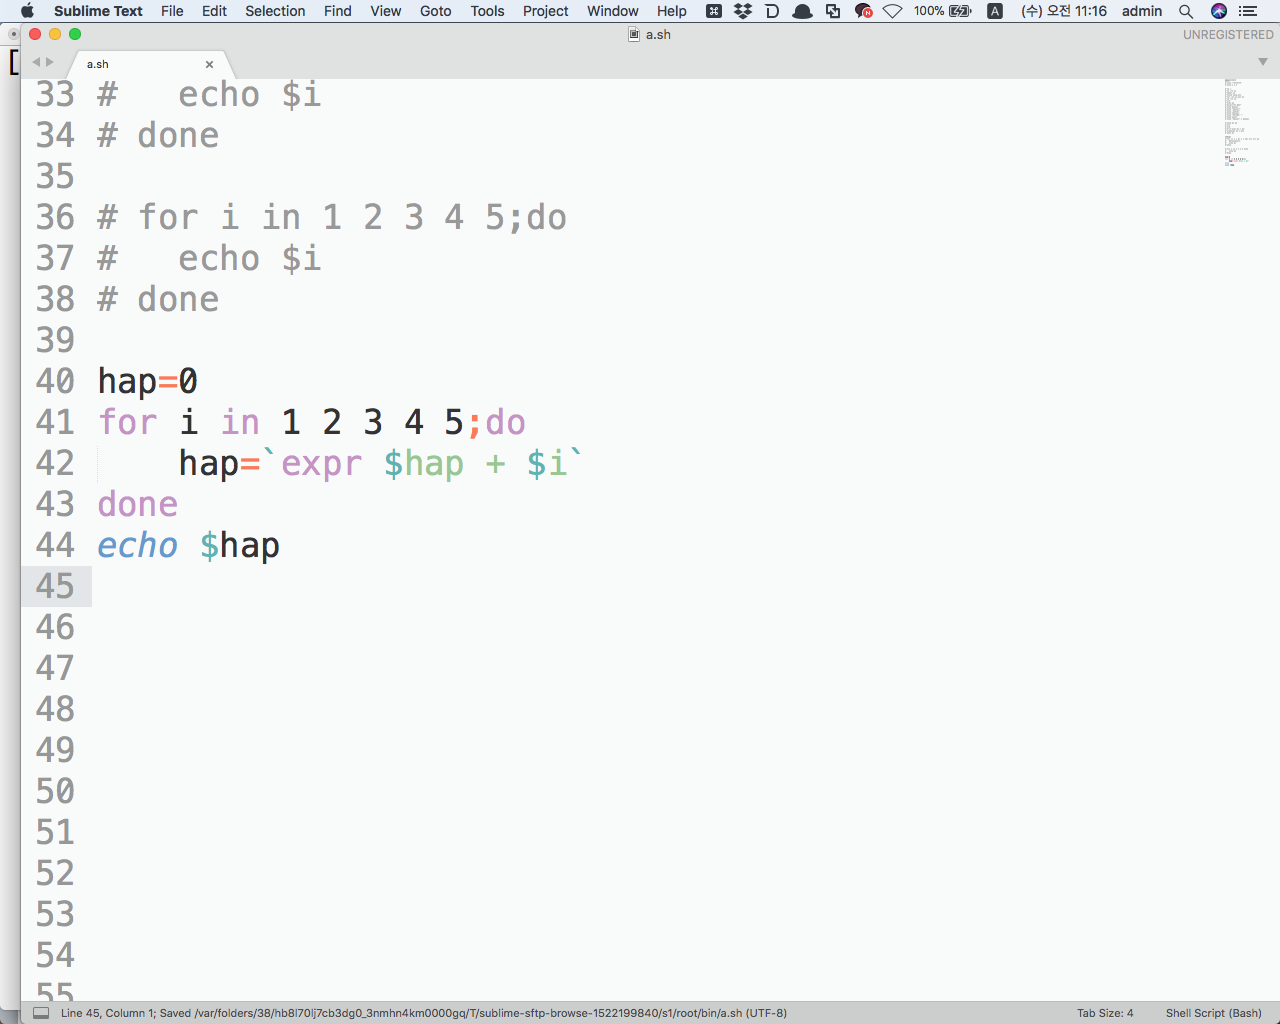 Sublime Text File Edit Selection Find View Goto Tools Project Window Help 100% A (수) 오전 11:16 admin
a.sh
UNREGISTERED
a.sh ×
[
33 #   echo $i
34 # done
35
36 # for i in 1 2 3 4 5;do
37 #   echo $i
38 # done
39
40 hap=0
41 for i in 1 2 3 4 5;do
42     hap=`expr $hap + $i`
43 done
44 echo $hap
45
46
47
48
49
50
51
52
53
54
55
Line 45, Column 1; Saved /var/folders/38/hb8l70lj7cb3dg0_3nmhn4km0000gq/T/sublime-sftp-browse-1522199840/s1/root/bin/a.sh (UTF-8) Tab Size: 4 Shell Script (Bash)